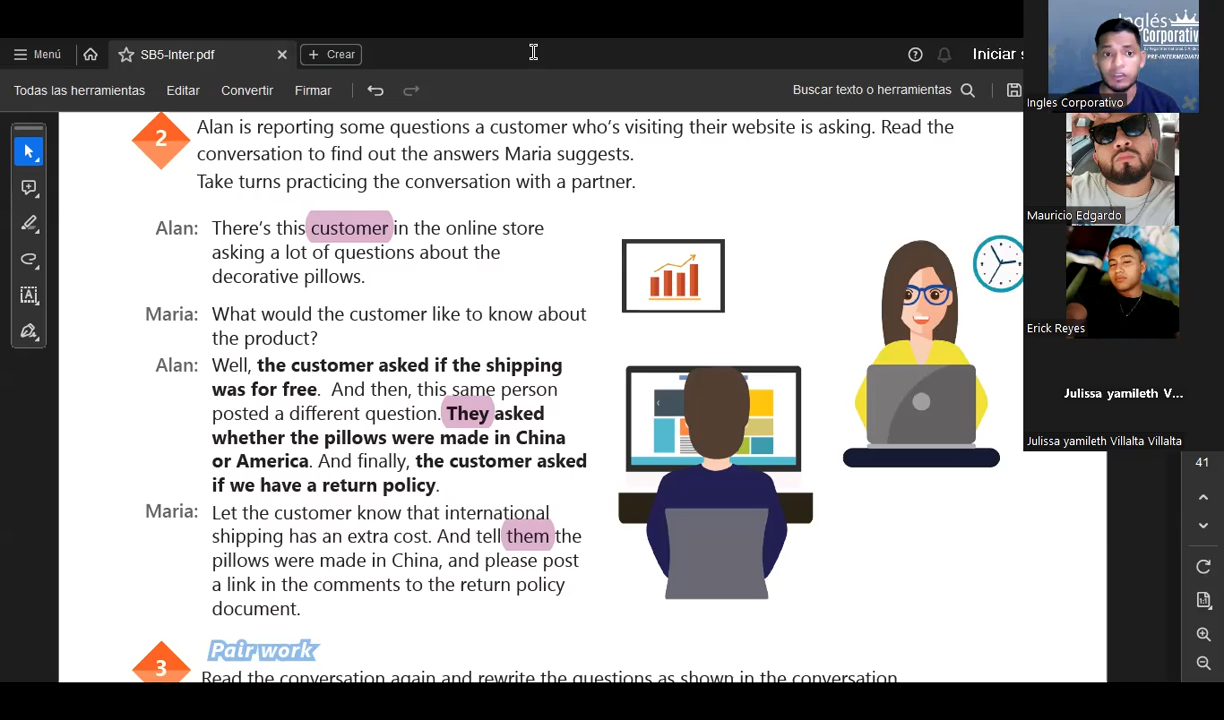 Menú
SB5-Inter.pdf
Crear
Iniciar s
Todas las herramientas
Editar
Convertir
Firmar
Buscar texto o herramientas
2
Alan is reporting some questions a customer who's visiting their website is asking. Read the
conversation to find out the answers Maria suggests.
Take turns practicing the conversation with a partner.
Alan: There's this customer in the online store
asking a lot of questions about the
decorative pillows.
Maria: What would the customer like to know about
the product?
Alan: Well, the customer asked if the shipping
was for free. And then, this same person
posted a different question. They asked
whether the pillows were made in China
or America. And finally, the customer asked
if we have a return policy.
Maria: Let the customer know that international
shipping has an extra cost. And tell them the
pillows were made in China, and please post
a link in the comments to the return policy
document.
Pair work
3
Read the conversation again and rewrite the questions as shown in the conversation
Inglés
Corporativo
PRE-INTERMEDIATE
Ingles Corporativo
Mauricio Edgardo
Erick Reyes
Julissa yamileth V...
Julissa yamileth Villalta Villalta
41
1:1